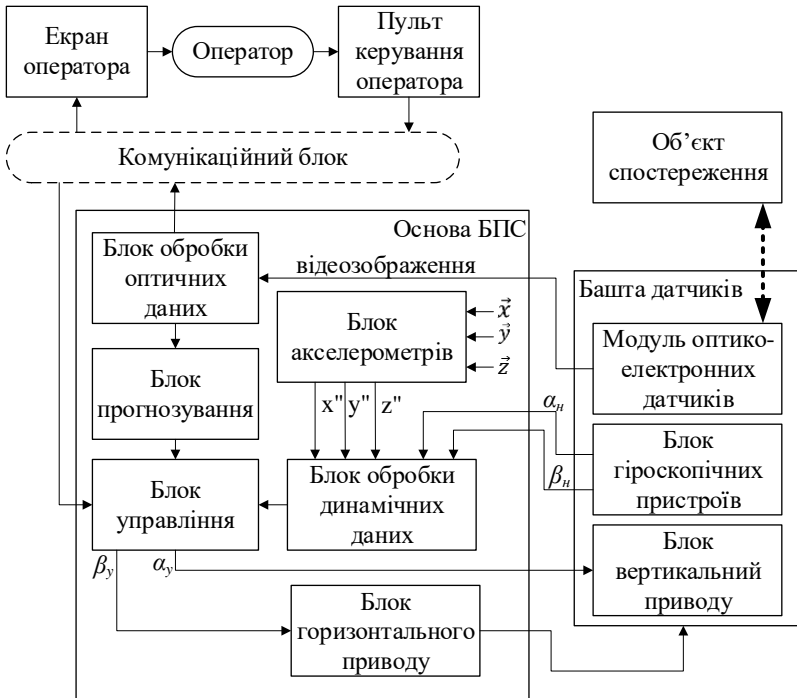 Екран
оператора
Оператор
Пульт
керування
оператора
Комунікаційний блок
Об’єкт
спостереження
Основа БПС
Блок обробки
оптичних
даних
відеозображення
Башта датчиків
Блок
акселерометрів
x⃗
y⃗
z⃗
Модуль оптико-
електронних
датчиків
Блок
прогнозування
x" y" z"
αн
βн
Блок
гіроскопічних
пристроїв
Блок
управління
Блок обробки
динамічних
даних
βу
αу
Блок
вертикальний
приводу
Блок
горизонтального
приводу